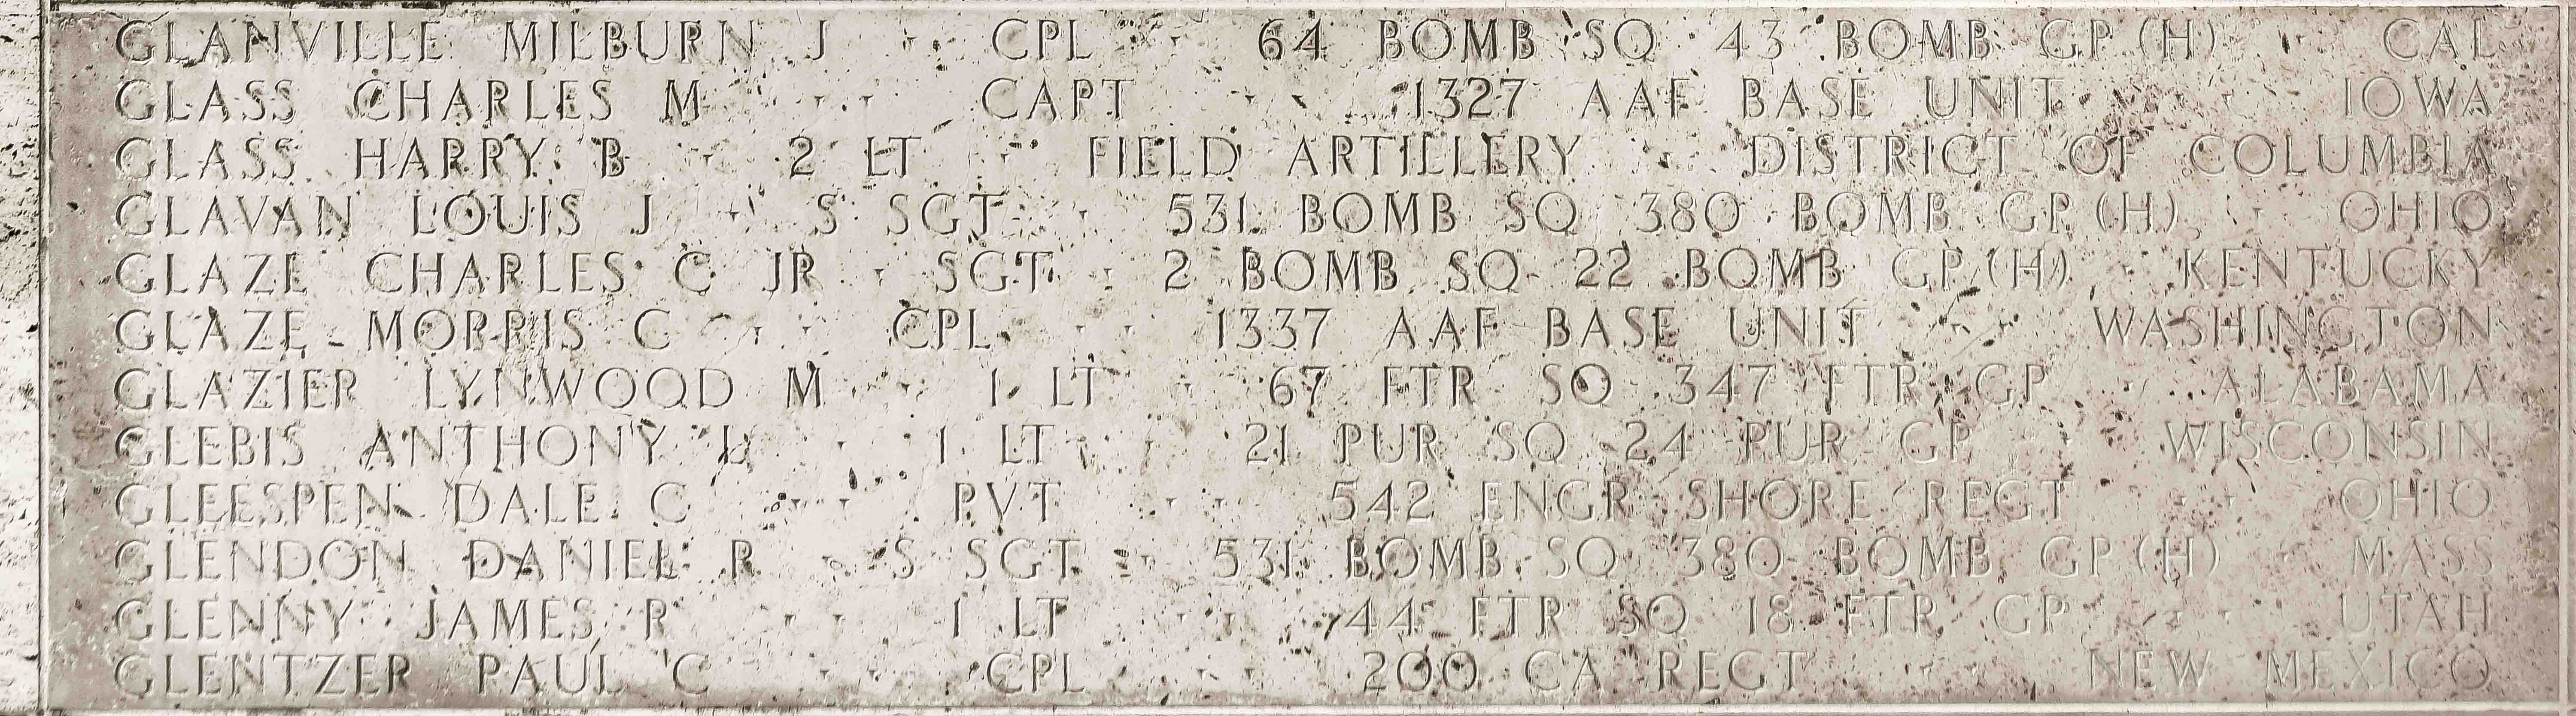 GLANVILLE MILBURN J · CPL · 64 BOMB SQ 43 BOMB GP (H) · CAL
GLASS CHARLES M · · CAPT · · 1327 AAF BASE UNIT · · IOWA
GLASS HARRY B · 2 LT · FIELD ARTILLERY · DISTRICT OF COLUMBIA
GLAVAN LOUIS J · S SGT · 531 BOMB SQ 380 BOMB GP (H) · OHIO
GLAZE CHARLES C JR · SGT · 2 BOMB SQ 22 BOMB GP (H) · KENTUCKY
GLAZE MORRIS C · · CPL · · 1337 AAF BASE UNIT · · WASHINGTON
GLAZIER LYNWOOD M · 1 LT · 67 FTR SQ 347 FTR GP · ALABAMA
GLEBIS ANTHONY · 1 LT · 21 PUR SQ 24 PUR GP · WISCONSIN
GLEESPEN DALE C · · PVT · · 542 ENGR SHORE REGT · · OHIO
GLENDON DANIEL R · S SGT · 531 BOMB SQ 380 BOMB GP (H) · MASS
GLENNY JAMES R · · 1 LT · · 44 FTR SQ 18 FTR GP · · UTAH
GLENTZER PAUL C · · CPL · · 200 CA REGT · · NEW MEXICO